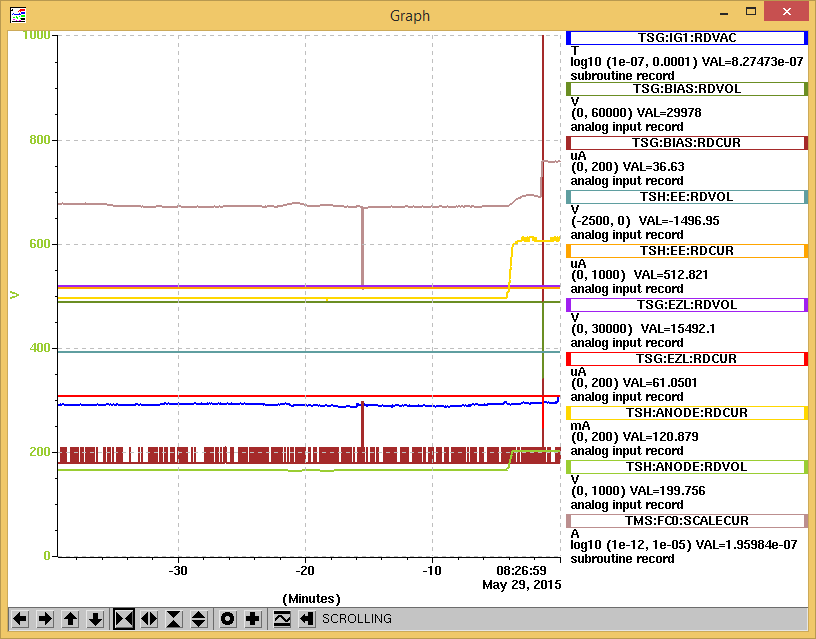 Graph
1000
800
600
V
400
200
0
-30
-20
-10
08:26:59
May 29, 2015
(Minutes)
TSG:IG1:RDVAC
T
log10 (1e-07, 0.0001) VAL=8.27473e-07
subroutine record
TSG:BIAS:RDVOL
V
(0, 60000) VAL=29978
analog input record
TSG:BIAS:RDCUR
uA
(0, 200) VAL=36.63
analog input record
TSH:EE:RDVOL
V
(-2500, 0) VAL=-1496.95
analog input record
TSH:EE:RDCUR
uA
(0, 1000) VAL=512.821
analog input record
TSG:EZL:RDVOL
V
(0, 30000) VAL=15492.1
analog input record
TSG:EZL:RDCUR
uA
(0, 200) VAL=61.0501
analog input record
TSH:ANODE:RDCUR
mA
(0, 200) VAL=120.879
analog input record
TSH:ANODE:RDVOL
V
(0, 1000) VAL=199.756
analog input record
TMS:FC0:SCALECUR
A
log10 (1e-12, 1e-05) VAL=1.95984e-07
subroutine record
SCROLLING